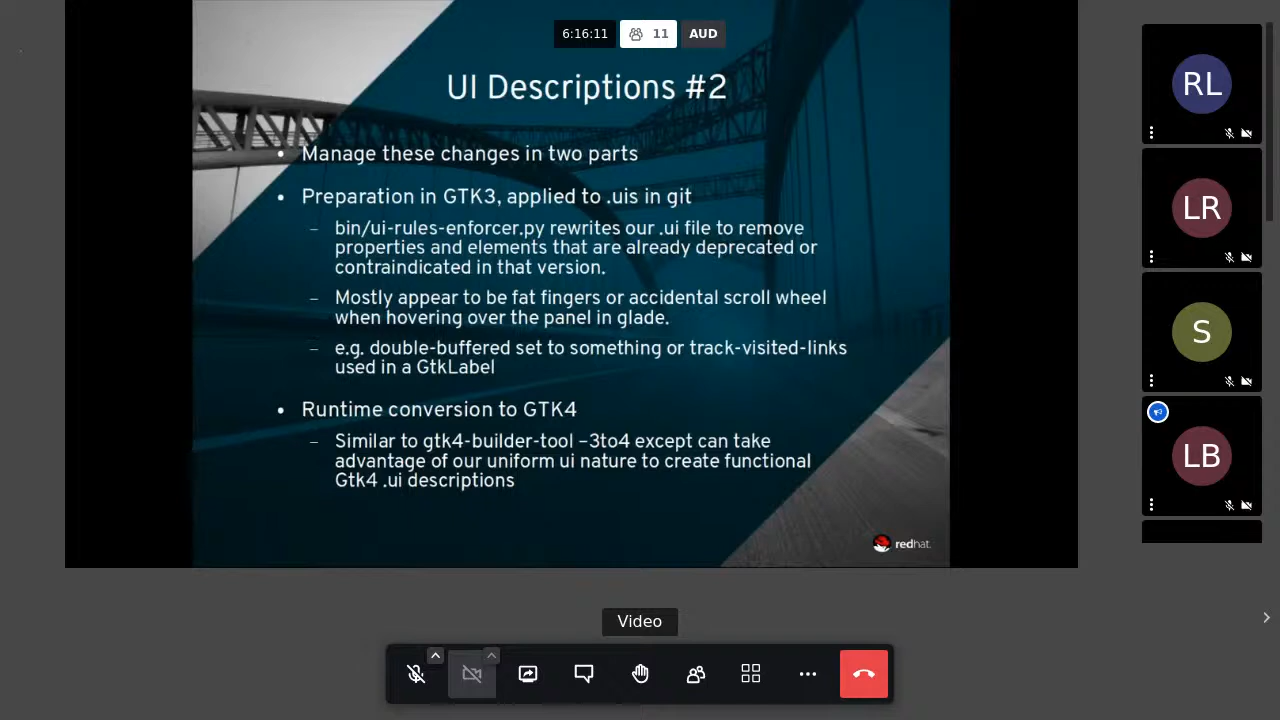 6:16:11
11
AUD
UI Descriptions #2
• Manage these changes in two parts
• Preparation in GTK3, applied to .uis in git
– bin/ui-rules-enforcer.py rewrites our .ui file to remove
properties and elements that are already deprecated or
contraindicated in that version.
– Mostly appear to be fat fingers or accidental scroll wheel
when hovering over the panel in glade.
– e.g. double-buffered set to something or track-visited-links
used in a GtkLabel
• Runtime conversion to GTK4
– Similar to gtk4-builder-tool –3to4 except can take
advantage of our uniform ui nature to create functional
Gtk4 .ui descriptions
redhat.
RL
LR
S
LB
Video